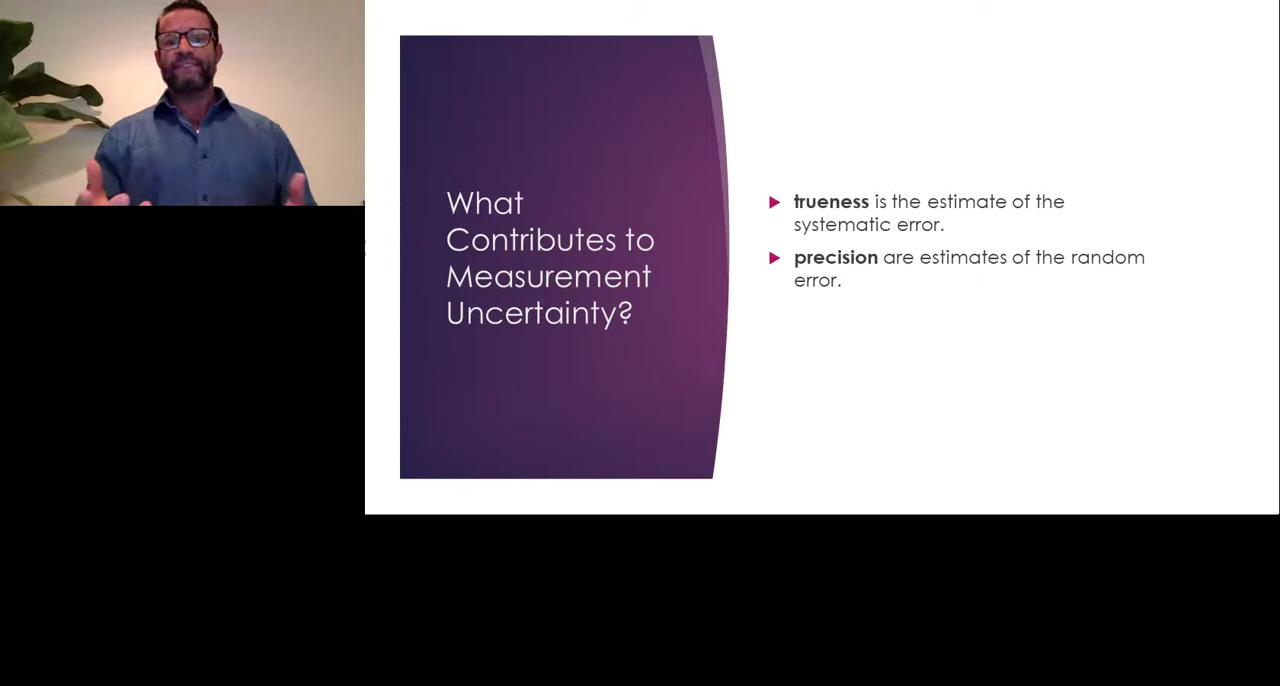 What
Contributes to
Measurement
Uncertainty?
trueness is the estimate of the
systematic error.
precision are estimates of the random
error.